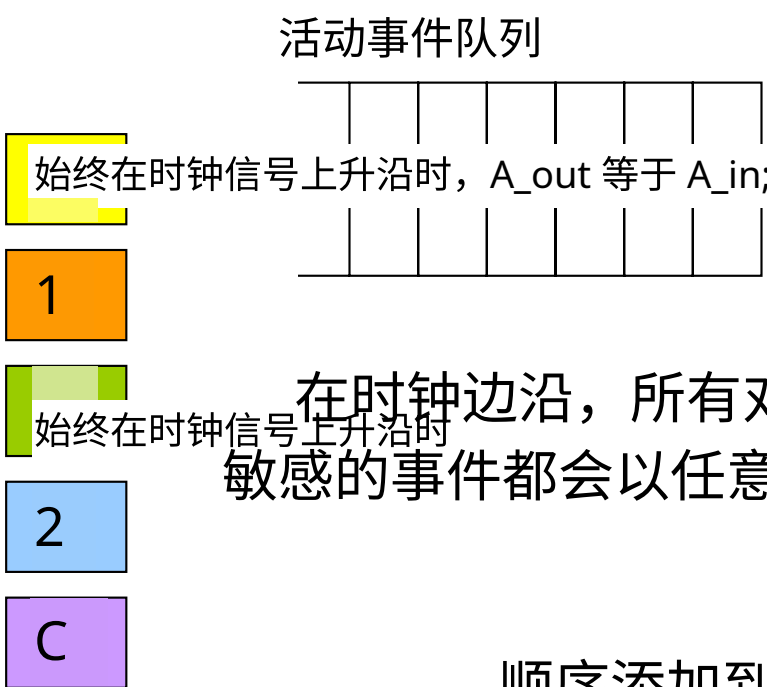 活动事件队列
始终在时钟信号上升沿时，A_out 等于 A_in;
1
在时钟边沿，所有对
始终在时钟信号上升沿时
敏感的事件都会以任意
2
C
顺序添加到